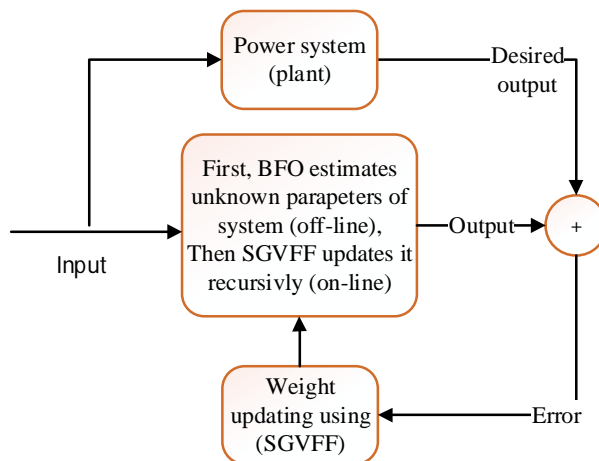 Power system
(plant)
Desired
output
First, BFO estimates
unknown parapeters of
system (off-line),
Then SGVFF updates it
recursivly (on-line)
Output
+
Input
Weight
updating using
(SGVFF)
Error